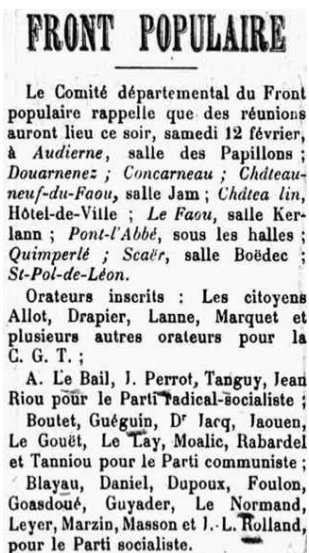 FRONT POPULAIRE
Le Comité départemental du Front
populaire rappelle que des réunions
auront lieu ce soir, samedi 12 février,
à Audierne, salle des Papillons ;
Douarnenez ; Concarneau ; Château-
neuf-du-Faou, salle Jam ; Châtea lin,
Hôtel-de-Ville ; Le Faou, salle Ker-
lann ; Pont-l'Abbé, sous les halles ;
Quimperlé ; Scaër, salle Boëdec ;
St-Pol-de-Léon.
Orateurs inscrits : Les citoyens
Allot, Drapier, Lanne, Marquet et
plusieurs autres orateurs pour la
C. G. T. ;
A. Le Bail, J. Perrot, Tanguy, Jean
Riou pour le Parti radical-socialiste ;
Boutet, Guéguin, Dr Jacq, Jaouen,
Le Gouët, Le Lay, Moalic, Rabardel
et Tanniou pour le Parti communiste ;
Blayau, Daniel, Dupoux, Foulon,
Goasdoué, Guyader, Le Normand,
Leyer, Marzin, Masson et J.-L. Rolland,
pour le Parti socialiste.